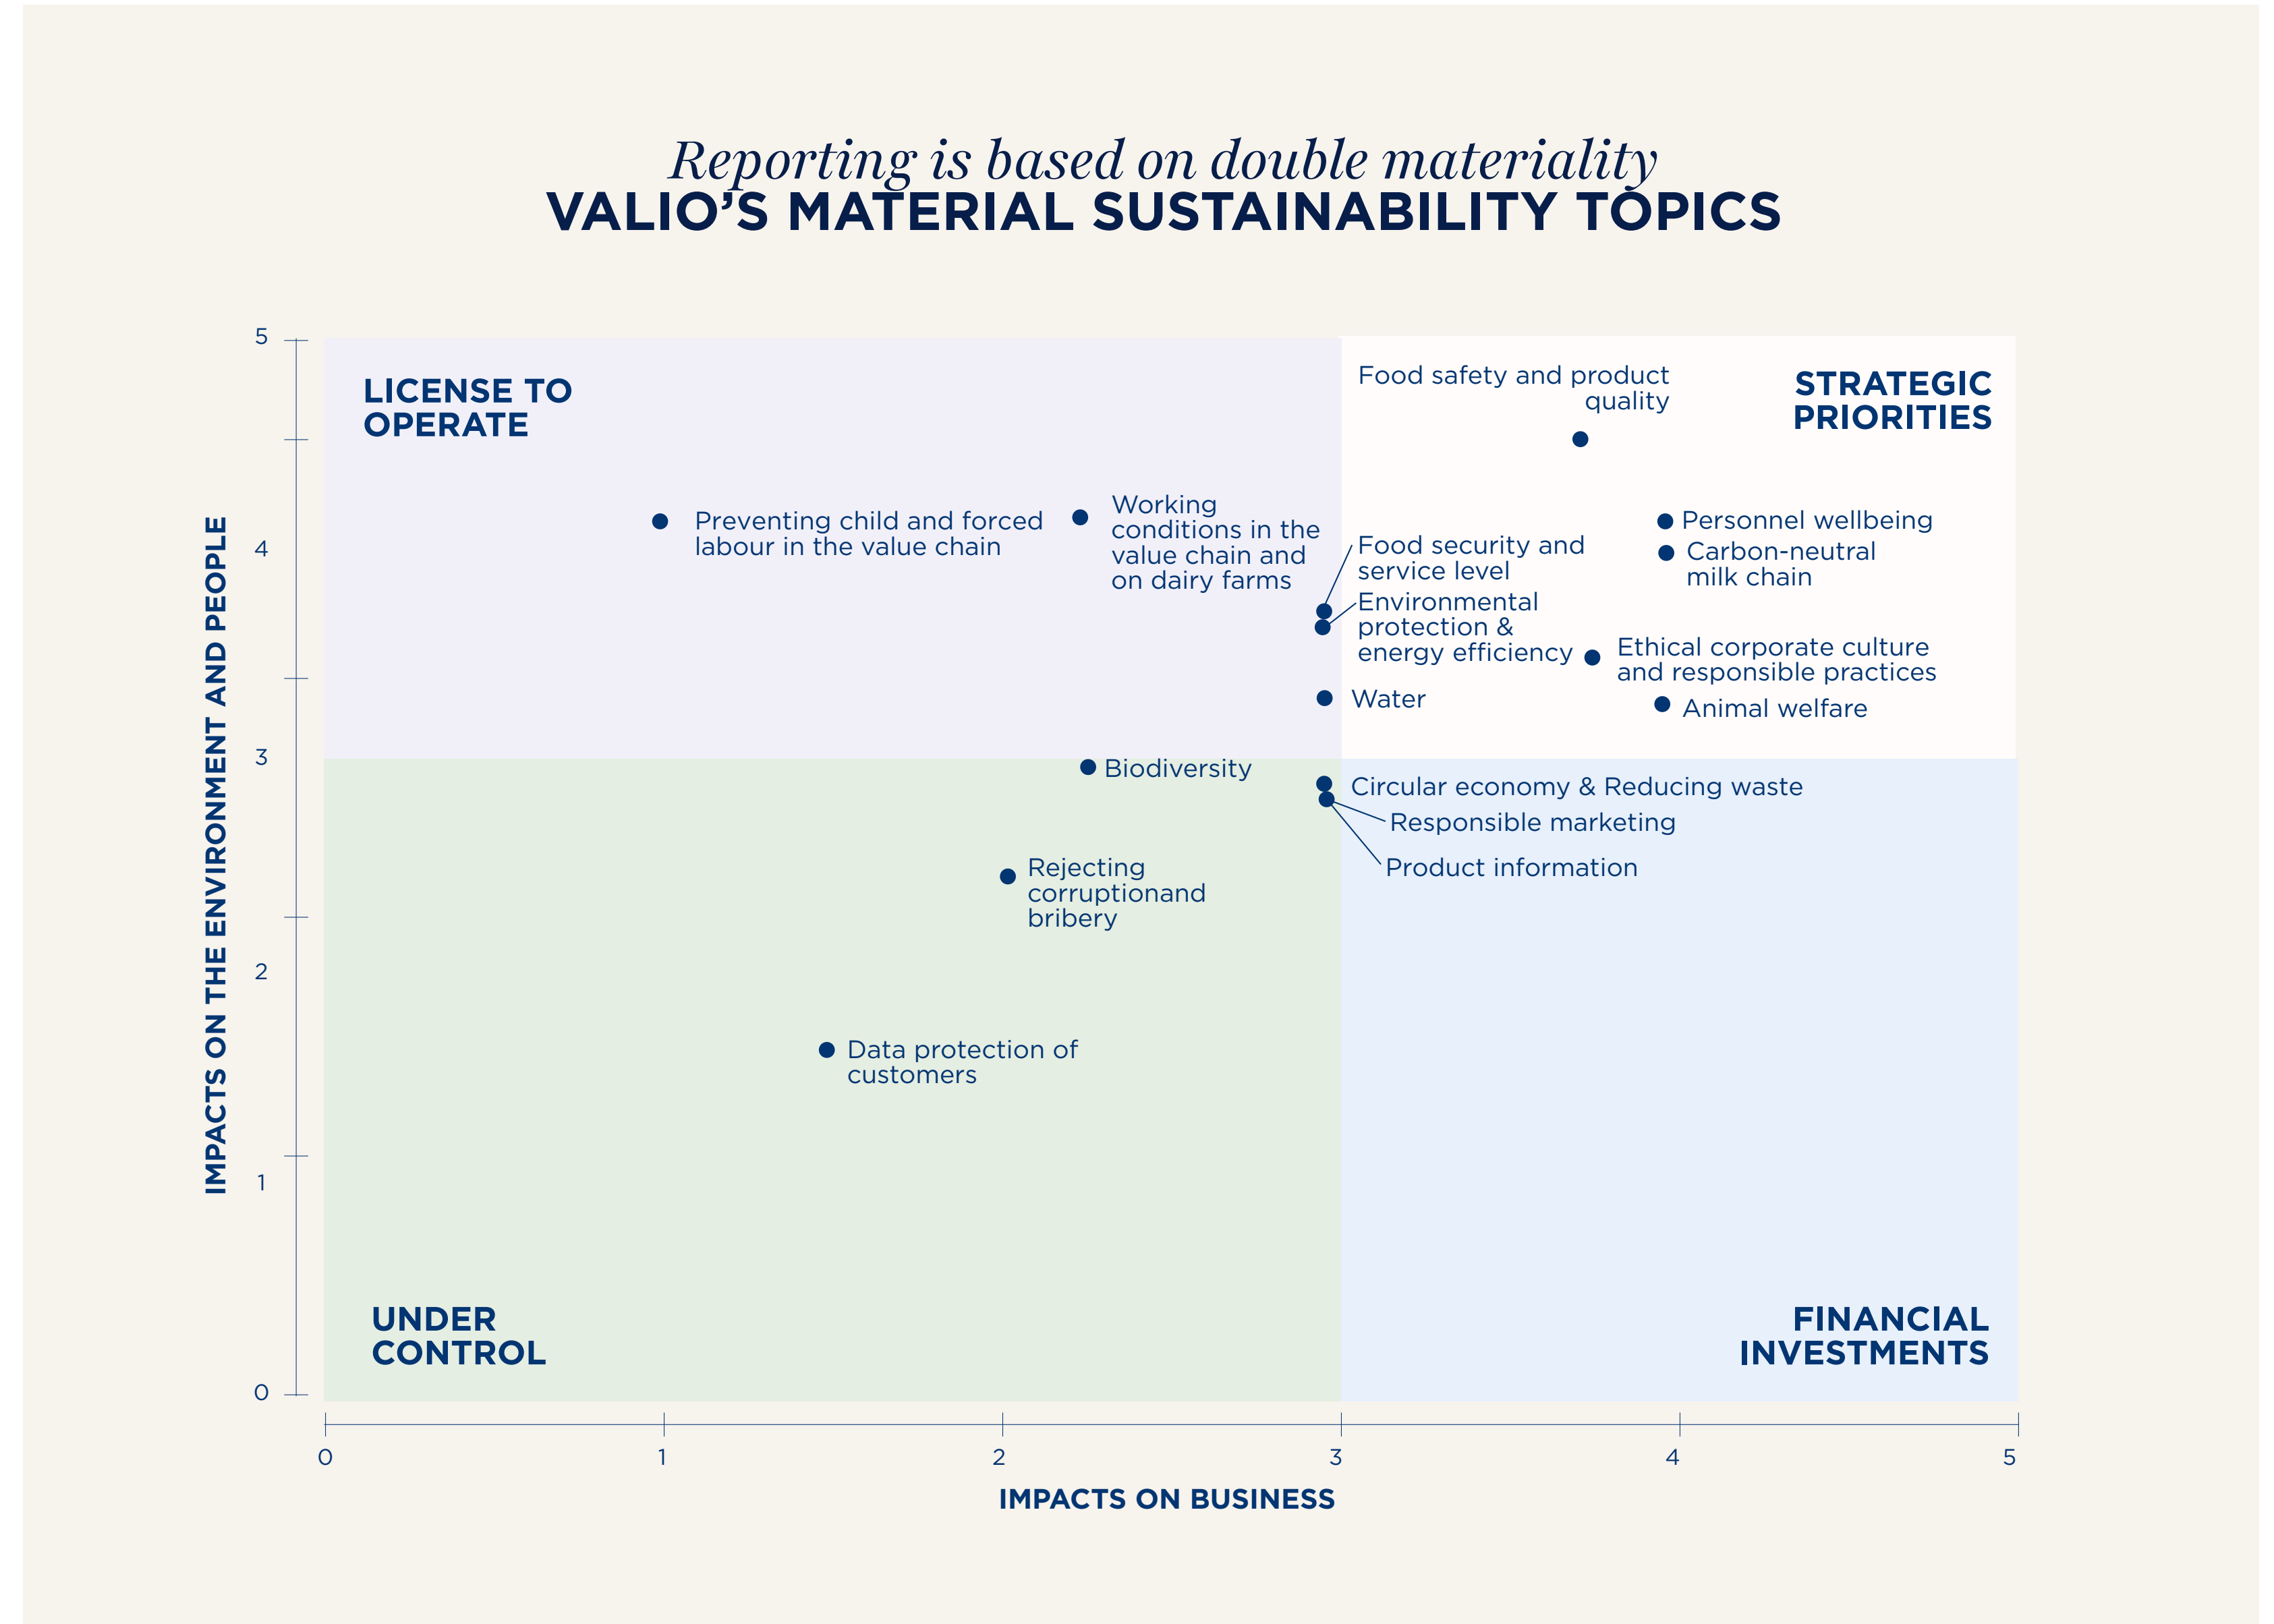 Reporting is based on double materiality
VALIO’S MATERIAL SUSTAINABILITY TOPICS
IMPACTS ON THE ENVIRONMENT AND PEOPLE
5
4
3
2
1
0
LICENSE TO
OPERATE
STRATEGIC
PRIORITIES
Food safety and product
quality
Preventing child and forced
labour in the value chain
Working
conditions in the
value chain and
on dairy farms
Personnel wellbeing
Carbon-neutral
milk chain
Food security and
service level
Environmental
protection &
energy efficiency
Ethical corporate culture
and responsible practices
Water
Animal welfare
Biodiversity
Circular economy & Reducing waste
Responsible marketing
Product information
Rejecting
corruptionand
bribery
Data protection of
customers
UNDER
CONTROL
FINANCIAL
INVESTMENTS
0
1
2
3
4
5
IMPACTS ON BUSINESS